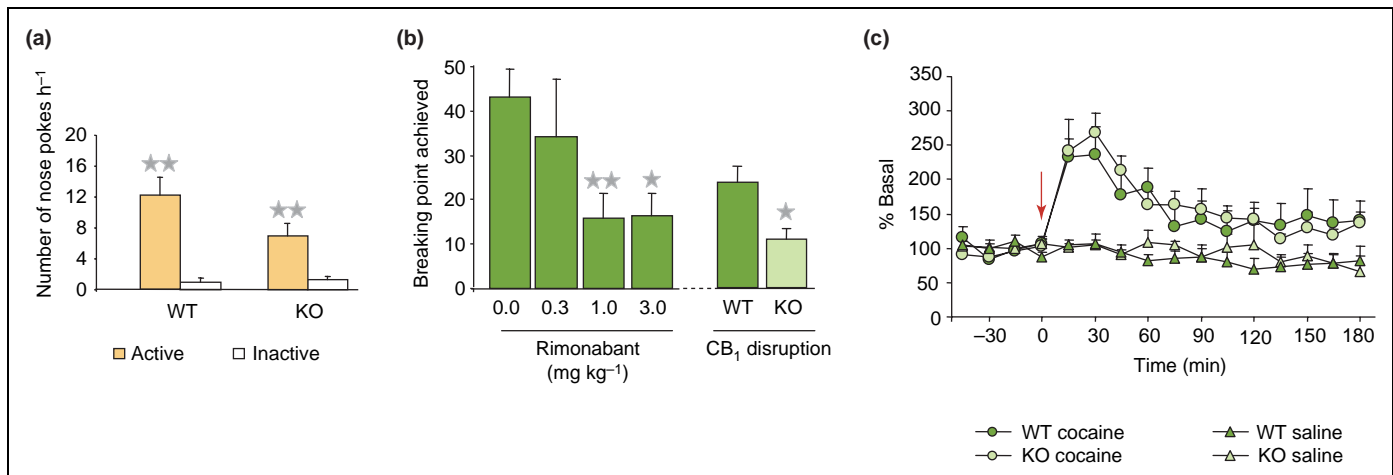 (a)
Number of nose pokes h⁻¹
20
16
12
8
4
0
WT KO
Active Inactive
(b)
Breaking point achieved
50
40
30
20
10
0
0.0 0.3 1.0 3.0 WT KO
Rimonabant
(mg kg⁻¹)
CB₁ disruption
(c)
% Basal
350
300
250
200
150
100
50
0
–30 0 30 60 90 120 150 180
Time (min)
WT cocaine WT saline
KO cocaine KO saline